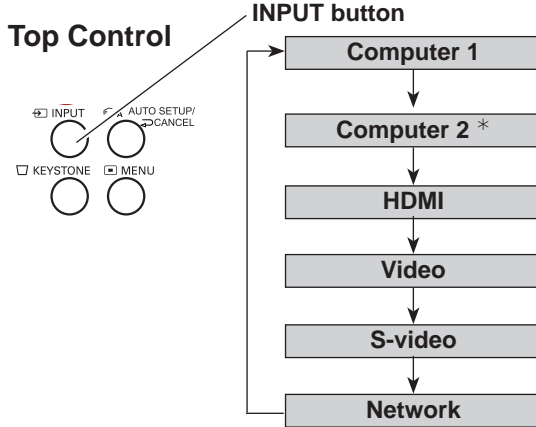 INPUT button
Top Control
INPUT
AUTO SETUP/
CANCEL
KEYSTONE
MENU
Computer 1
Computer 2 *
HDMI
Video
S-video
Network